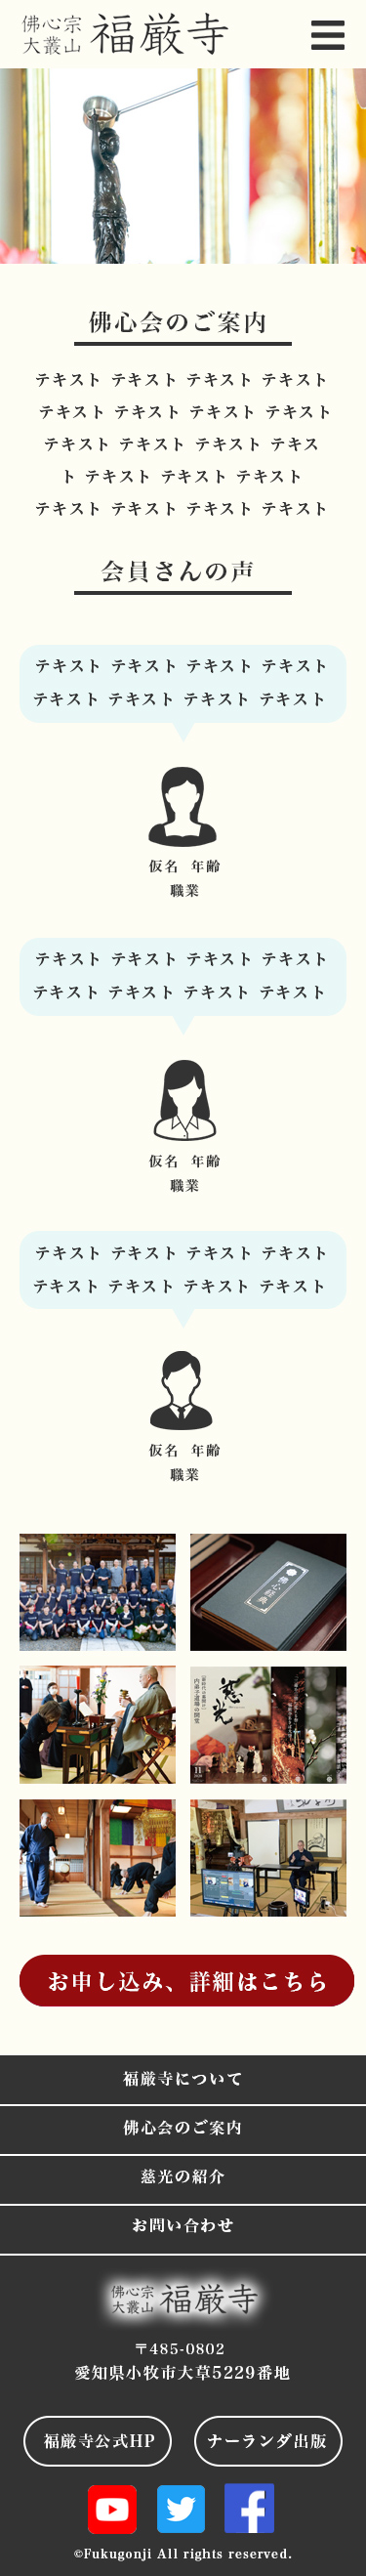 佛心宗
大叢山
福厳寺
佛心会のご案内
テキスト テキスト テキスト テキスト
テキスト テキスト テキスト テキスト
テキスト テキスト テキスト テキス
ト テキスト テキスト テキスト
テキスト テキスト テキスト テキスト
会員さんの声
テキスト テキスト テキスト テキスト
テキスト テキスト テキスト テキスト
仮名 年齢
職業
テキスト テキスト テキスト テキスト
テキスト テキスト テキスト テキスト
仮名 年齢
職業
テキスト テキスト テキスト テキスト
テキスト テキスト テキスト テキスト
仮名 年齢
職業
慈光
11
お申し込み、詳細はこちら
福厳寺について
佛心会のご案内
慈光の紹介
お問い合わせ
佛心宗
大叢山
福厳寺
〒485-0802
愛知県小牧市大草5229番地
福厳寺公式HP
ナーランダ出版
©Fukugonji All rights reserved.